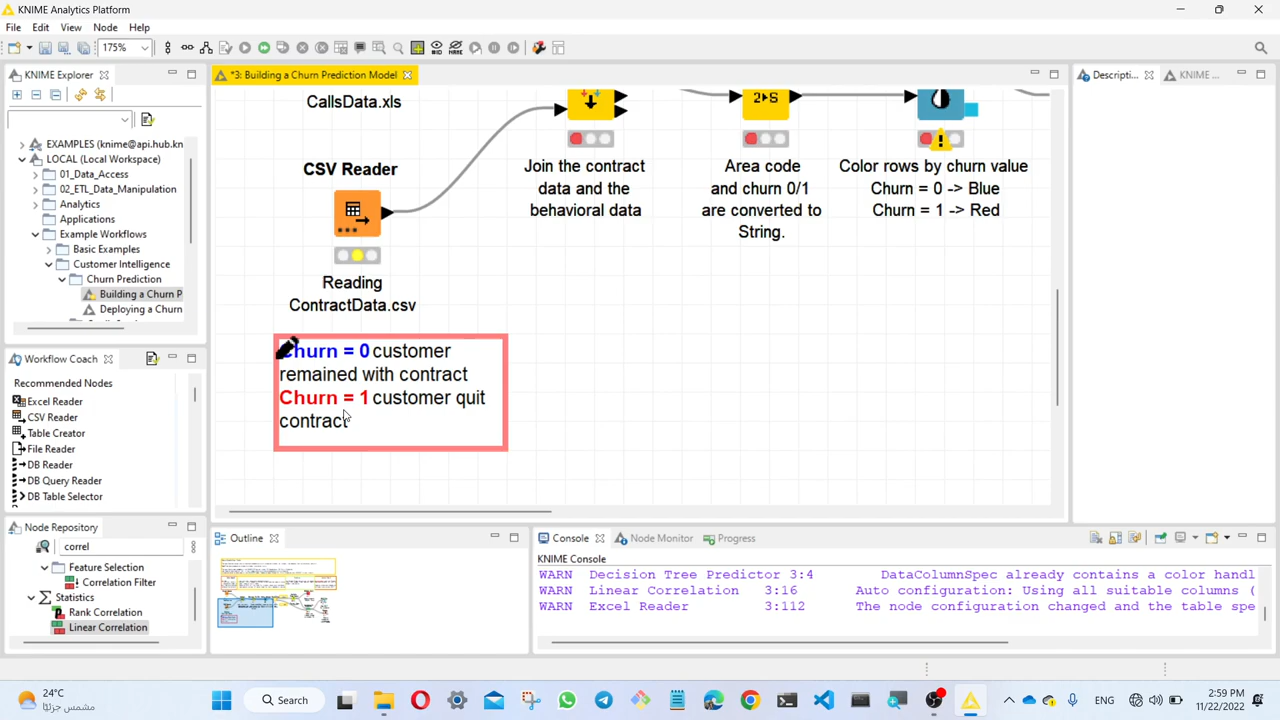 KNIME Analytics Platform
File Edit View Node Help
175%
KNIME Explorer
EXAMPLES (knime@api.hub.kn
LOCAL (Local Workspace)
01_Data_Access
02_ETL_Data_Manipulation
Analytics
Applications
Example Workflows
Basic Examples
Customer Intelligence
Churn Prediction
Building a Churn P
Deploying a Churn
Workflow Coach
Recommended Nodes
Excel Reader
CSV Reader
Table Creator
File Reader
DB Reader
DB Query Reader
DB Table Selector
Node Repository
correl
Feature Selection
Correlation Filter
Statistics
Rank Correlation
Linear Correlation
*3: Building a Churn Prediction Model
CallsData.xls
CSV Reader
Reading
ContractData.csv
Join the contract
data and the
behavioral data
2▸S
Area code
and churn 0/1
are converted to
String.
Color rows by churn value
Churn = 0 -> Blue
Churn = 1 -> Red
Churn = 0 customer
remained with contract
Churn = 1 customer quit
contract
Descripti...
KNIME ...
Outline
Console
Node Monitor
Progress
KNIME Console
WARN Decision Tree Predictor 3:4 DataColumnSpec already contains a color handl
WARN Linear Correlation 3:16 Auto configuration: Using all suitable columns (
WARN Excel Reader 3:112 The node configuration changed and the table spe
24°C
مشمس جزئيًا
Search
ENG
2:59 PM
11/22/2022